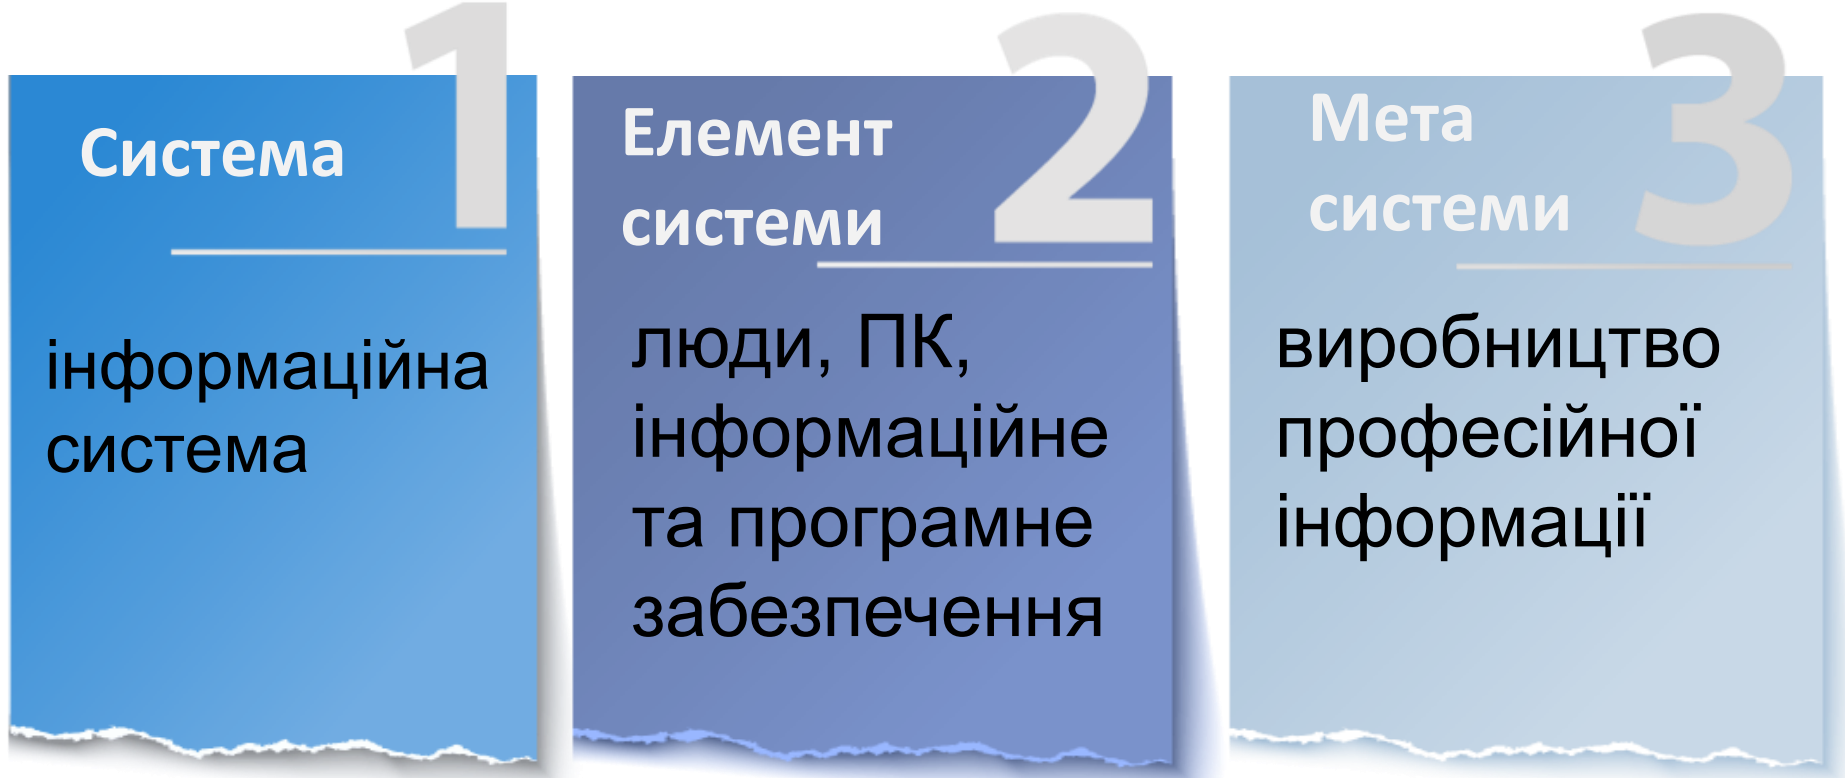 1
Система
інформаційна
система
2
Елемент
системи
люди, ПК,
інформаційне
та програмне
забезпечення
3
Мета
системи
виробництво
професійної
інформації